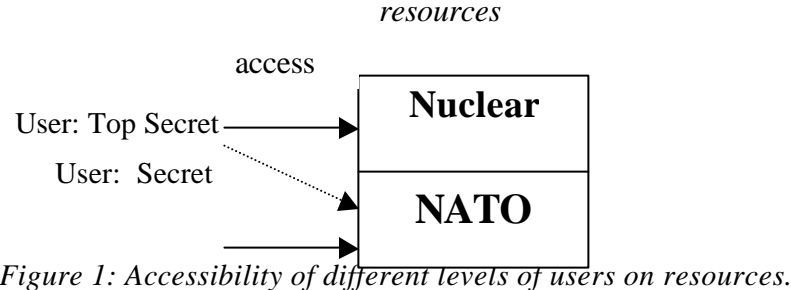 resources
access
Nuclear
User: Top Secret
User: Secret
NATO
Figure 1: Accessibility of different levels of users on resources.